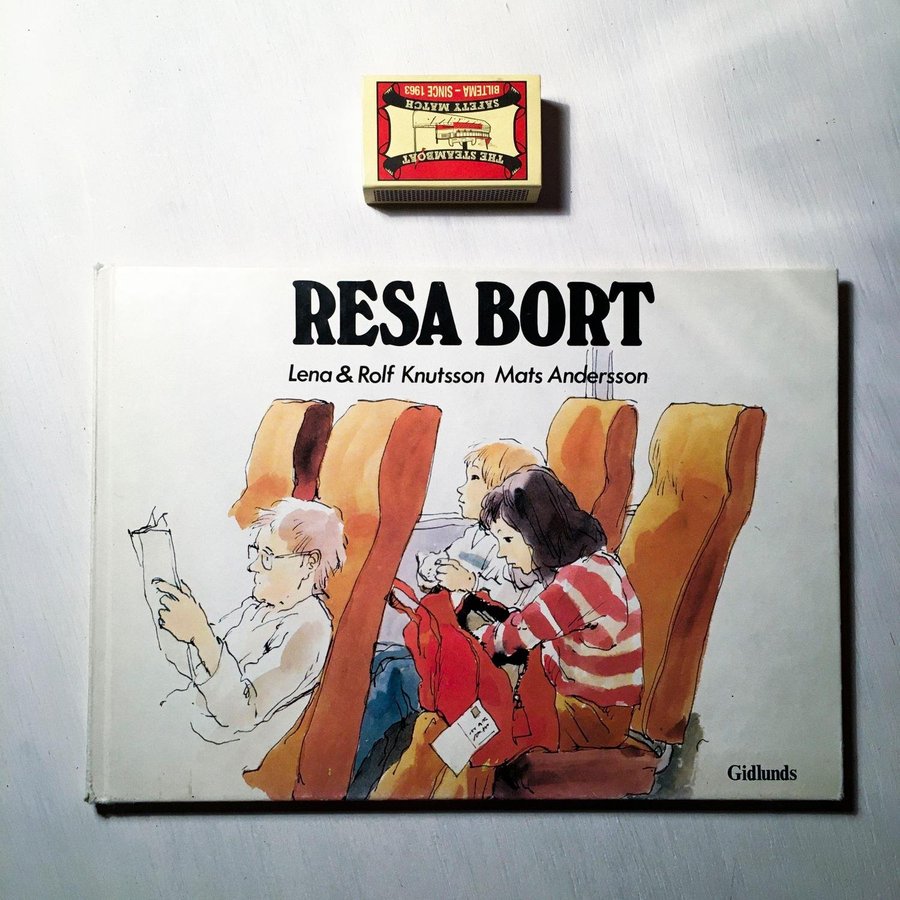 BILTEMA – SINCE 1963
SAFETY MATCH
THE STEAMBOAT
RESA BORT
Lena & Rolf Knutsson Mats Andersson
Gidlunds